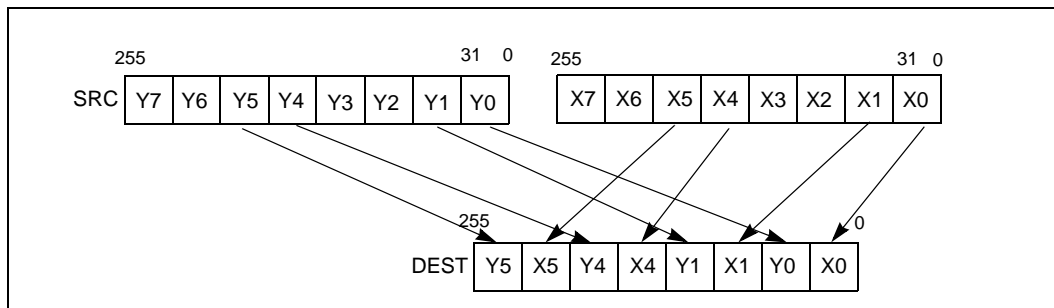 255 31 0 255 31 0
SRC Y7 Y6 Y5 Y4 Y3 Y2 Y1 Y0 X7 X6 X5 X4 X3 X2 X1 X0
255 0
DEST Y5 X5 Y4 X4 Y1 X1 Y0 X0